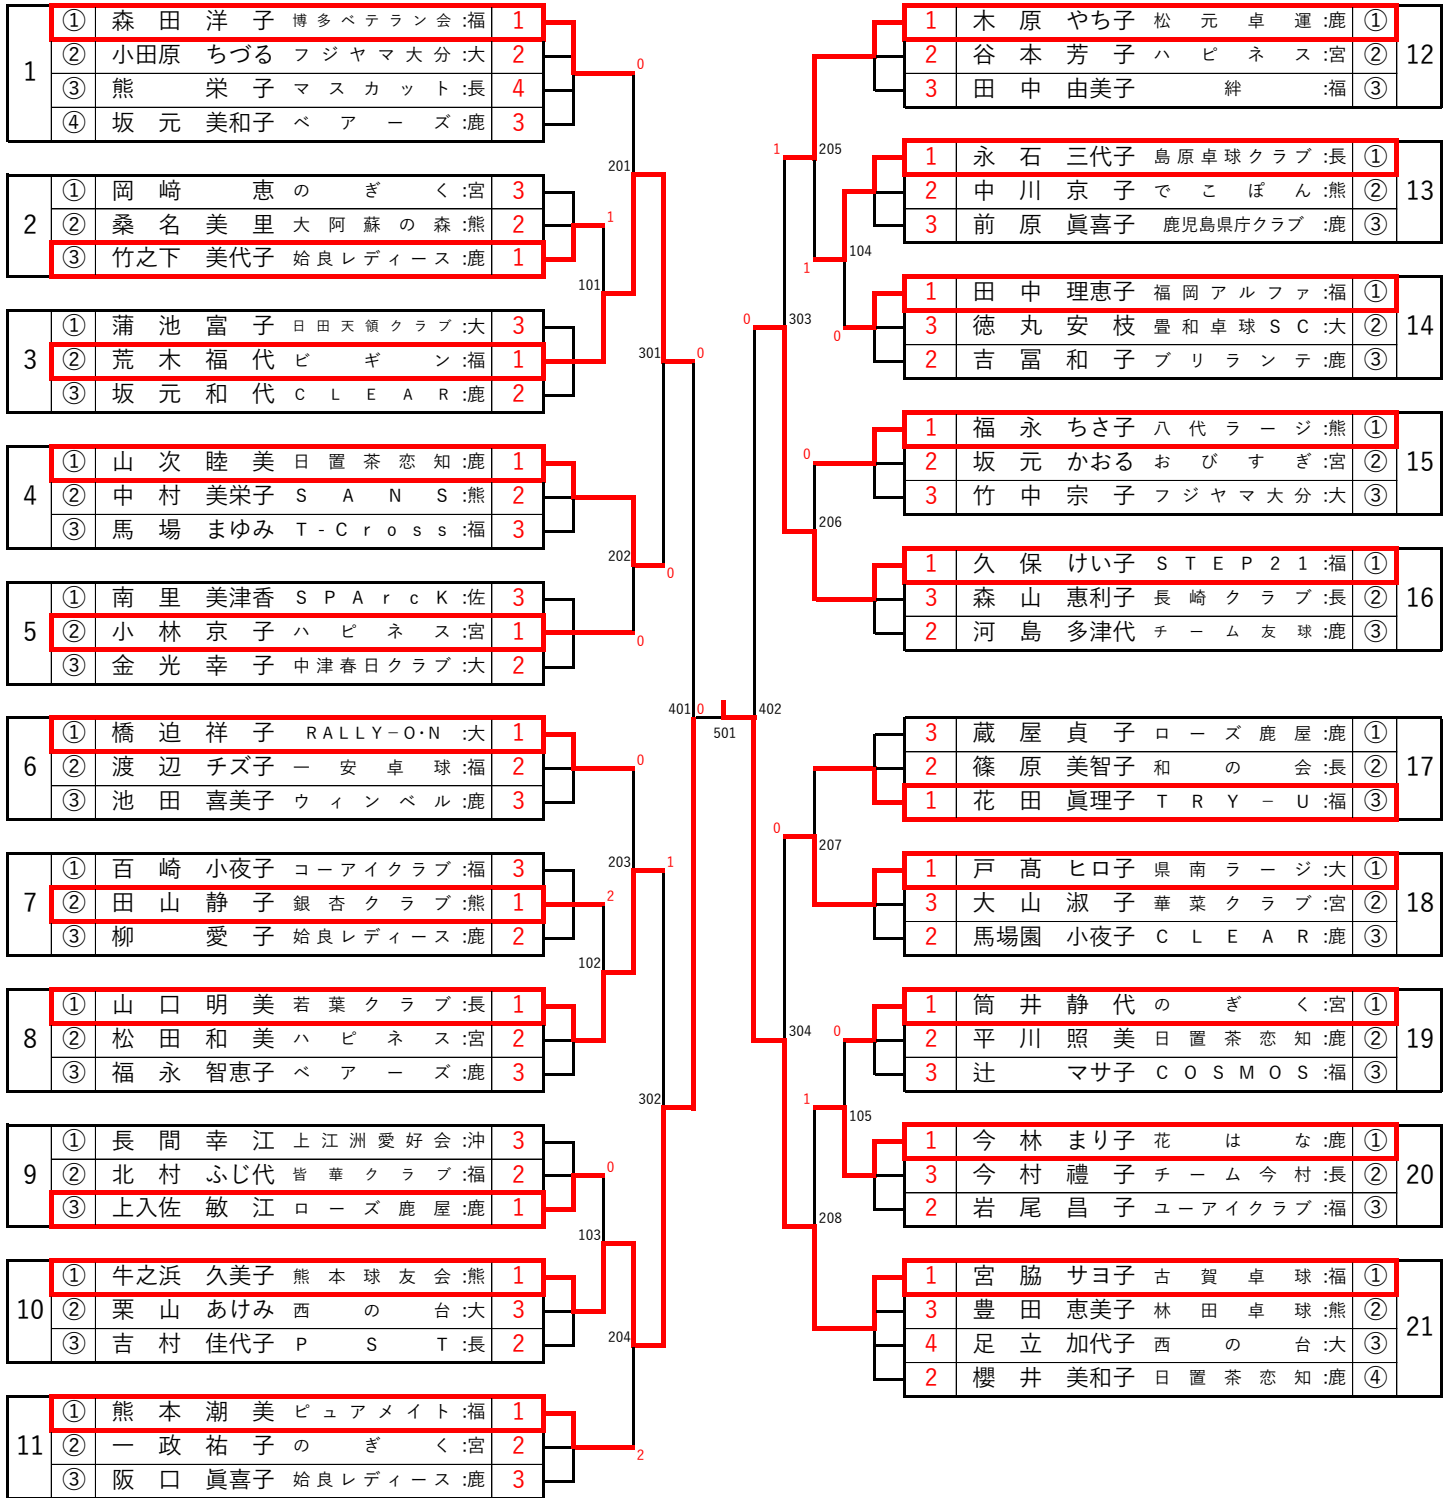 1
① 森田 洋子 博多ベテラン会 :福 1
② 小田原 ちづる フジヤマ大分 :大 2
③ 熊 栄子 マスカット :長 4
④ 坂元 美和子 ベアーズ :鹿 3
2
① 岡﨑 恵 のぎく :宮 3
② 桑名 美里 大阿蘇の森 :熊 2
③ 竹之下 美代子 姶良レディース :鹿 1
3
① 蒲池 富子 日田天領クラブ :大 3
② 荒木 福代 ビギン :福 1
③ 坂元 和代 CLEAR :鹿 2
4
① 山次 睦美 日置茶恋知 :鹿 1
② 中村 美栄子 SANS :熊 2
③ 馬場 まゆみ T-Cross :福 3
5
① 南里 美津香 SPArcK :佐 3
② 小林 京子 ハピネス :宮 1
③ 金光 幸子 中津春日クラブ :大 2
6
① 橋迫 祥子 RALLY−O・N :大 1
② 渡辺 チズ子 一安卓球 :福 2
③ 池田 喜美子 ウィンベル :鹿 3
7
① 百崎 小夜子 コーアイクラブ :福 3
② 田山 静子 銀杏クラブ :熊 1
③ 柳 愛子 姶良レディース :鹿 2
8
① 山口 明美 若葉クラブ :長 1
② 松田 和美 ハピネス :宮 2
③ 福永 智恵子 ベアーズ :鹿 3
9
① 長間 幸江 上江洲愛好会 :沖 3
② 北村 ふじ代 皆華クラブ :福 2
③ 上入佐 敏江 ローズ鹿屋 :鹿 1
10
① 牛之浜 久美子 熊本球友会 :熊 1
② 栗山 あけみ 西の台 :大 3
③ 吉村 佳代子 PST :長 2
11
① 熊本 潮美 ピュアメイト :福 1
② 一政 祐子 のぎく :宮 2
③ 阪口 眞喜子 姶良レディース :鹿 3
0
201
1
101
301
0
202
0
0
401
0
0
203
1
2
102
302
0
103
204
2
501
402
1
205
104
1
0
303
0
0
206
0
207
304
0
1
105
208
1 木原 やち子 松元卓運 :鹿 ①
2 谷本 芳子 ハピネス :宮 ②
3 田中 由美子 絆 :福 ③
12
1 永石 三代子 島原卓球クラブ :長 ①
2 中川 京子 でこぽん :熊 ②
3 前原 眞喜子 鹿児島県庁クラブ :鹿 ③
13
1 田中 理恵子 福岡アルファ :福 ①
3 徳丸 安枝 豊和卓球SC :大 ②
2 吉冨 和子 ブリランテ :鹿 ③
14
1 福永 ちさ子 八代ラージ :熊 ①
2 坂元 かおる おびすぎ :宮 ②
3 竹中 宗子 フジヤマ大分 :大 ③
15
1 久保 けい子 STEP21 :福 ①
3 森山 惠利子 長崎クラブ :長 ②
2 河島 多津代 チーム友球 :鹿 ③
16
3 蔵屋 貞子 ローズ鹿屋 :鹿 ①
2 篠原 美智子 和の会 :長 ②
1 花田 眞理子 TRY−U :福 ③
17
1 戸髙 ヒロ子 県南ラージ :大 ①
3 大山 淑子 華菜クラブ :宮 ②
2 馬場園 小夜子 CLEAR :鹿 ③
18
1 筒井 静代 のぎく :宮 ①
2 平川 照美 日置茶恋知 :鹿 ②
3 辻 マサ子 COSMOS :福 ③
19
1 今林 まり子 花はな :鹿 ①
3 今村 禮子 チーム今村 :長 ②
2 岩尾 昌子 ユーアイクラブ :福 ③
20
1 宮脇 サヨ子 古賀卓球 :福 ①
3 豊田 恵美子 林田卓球 :熊 ②
4 足立 加代子 西の台 :大 ③
2 櫻井 美和子 日置茶恋知 :鹿 ④
21